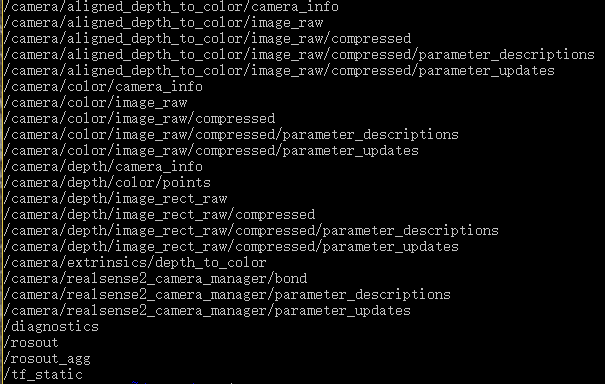 /camera/aligned_depth_to_color/camera_info
/camera/aligned_depth_to_color/image_raw
/camera/aligned_depth_to_color/image_raw/compressed
/camera/aligned_depth_to_color/image_raw/compressed/parameter_descriptions
/camera/aligned_depth_to_color/image_raw/compressed/parameter_updates
/camera/color/camera_info
/camera/color/image_raw
/camera/color/image_raw/compressed
/camera/color/image_raw/compressed/parameter_descriptions
/camera/color/image_raw/compressed/parameter_updates
/camera/depth/camera_info
/camera/depth/color/points
/camera/depth/image_rect_raw
/camera/depth/image_rect_raw/compressed
/camera/depth/image_rect_raw/compressed/parameter_descriptions
/camera/depth/image_rect_raw/compressed/parameter_updates
/camera/extrinsics/depth_to_color
/camera/realsense2_camera_manager/bond
/camera/realsense2_camera_manager/parameter_descriptions
/camera/realsense2_camera_manager/parameter_updates
/diagnostics
/rosout
/rosout_agg
/tf_static